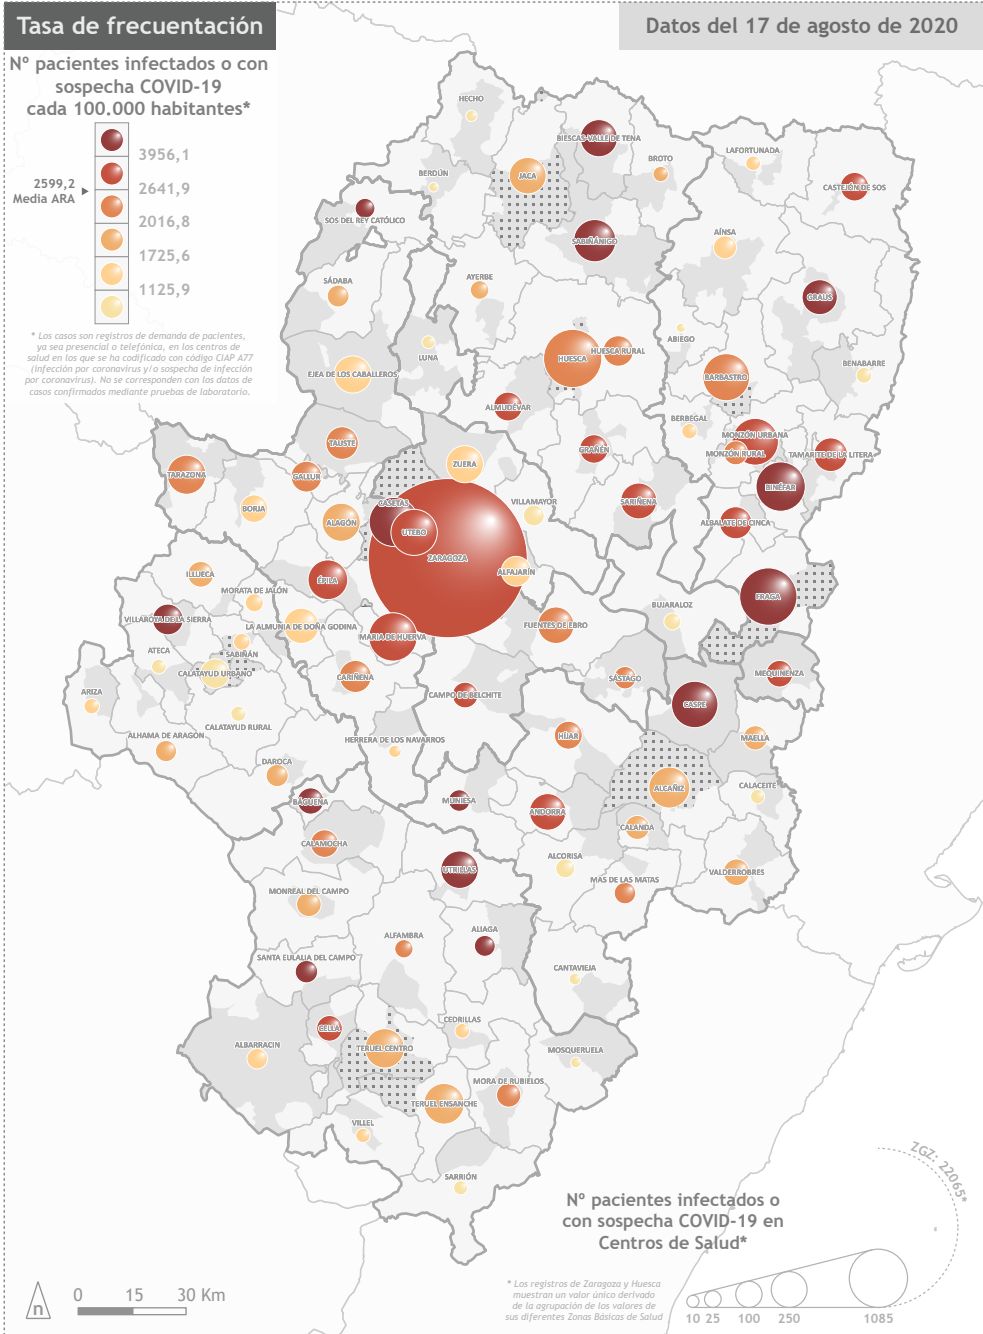 Tasa de frecuentación
Datos del 17 de agosto de 2020
Nº pacientes infectados o con
sospecha COVID-19
cada 100.000 habitantes*
3956,1
2599,2
Media ARA
2641,9
2016,8
1725,6
1125,9
* Los casos son registros de demanda de pacientes,
ya sea presencial o telefónica, en los centros de
salud en los que se ha codificado con código CIAP A77
(infección por coronavirus y/o sospecha de infección
por coronavirus). No se corresponden con los datos de
casos confirmados mediante pruebas de laboratorio.
HECHO
BIESCAS-VALLE DE TENA
LAFORTUNADA
BROTO
BERDÚN
JACA
CASTEJÓN DE SOS
SOS DEL REY CATÓLICO
SABIÑÁNIGO
AÍNSA
SÁDABA
AYERBE
GRAUS
ABIEGO
LUNA
HUESCA
HUESCA RURAL
BENABARRE
EJEA DE LOS CABALLEROS
BARBASTRO
ALMUDÉVAR
BERBEGAL
TAUSTE
MONZÓN URBANA
GRAÑÉN
MONZÓN RURAL
TAMARITE DE LA LITERA
ZUERA
TARAZONA
GALLUR
BINÉFAR
BORJA
CASETAS
VILLAMAYOR
SARIÑENA
ALAGÓN
UTEBO
ALBALATE DE CINCA
ZARAGOZA
ALFAJARÍN
ILLUECA
ÉPILA
MORATA DE JALÓN
FRAGA
BUJARALOZ
VILLAROYA DE LA SIERRA
LA ALMUNIA DE DOÑA GODINA
FUENTES DE EBRO
MARIA DE HUERVA
ATECA
SABIÑÁN
CALATAYUD URBANO
CARIÑENA
SÁSTAGO
MEQUINENZA
ARIZA
CAMPO DE BELCHITE
CASPE
CALATAYUD RURAL
ALHAMA DE ARAGÓN
HERRERA DE LOS NAVARROS
HÍJAR
MAELLA
DAROCA
ALCAÑIZ
CALACEITE
BÁGUENA
MUNIESA
ANDORRA
CALANDA
CALAMOCHA
ALCORISA
UTRILLAS
VALDERROBRES
MAS DE LAS MATAS
MONREAL DEL CAMPO
ALFAMBRA
ALIAGA
SANTA EULALIA DEL CAMPO
CANTAVIEJA
CELLA
CEDRILLAS
ALBARRACIN
TERUEL CENTRO
MOSQUERUELA
MORA DE RUBIELOS
TERUEL ENSANCHE
VILLEL
SARRIÓN
ZGZ: 22065*
Nº pacientes infectados o
con sospecha COVID-19 en
Centros de Salud*
* Los registros de Zaragoza y Huesca
muestran un valor único derivado
de la agrupación de los valores de
sus diferentes Zonas Básicas de Salud
10 25 100 250 1085
n
0 15 30 Km